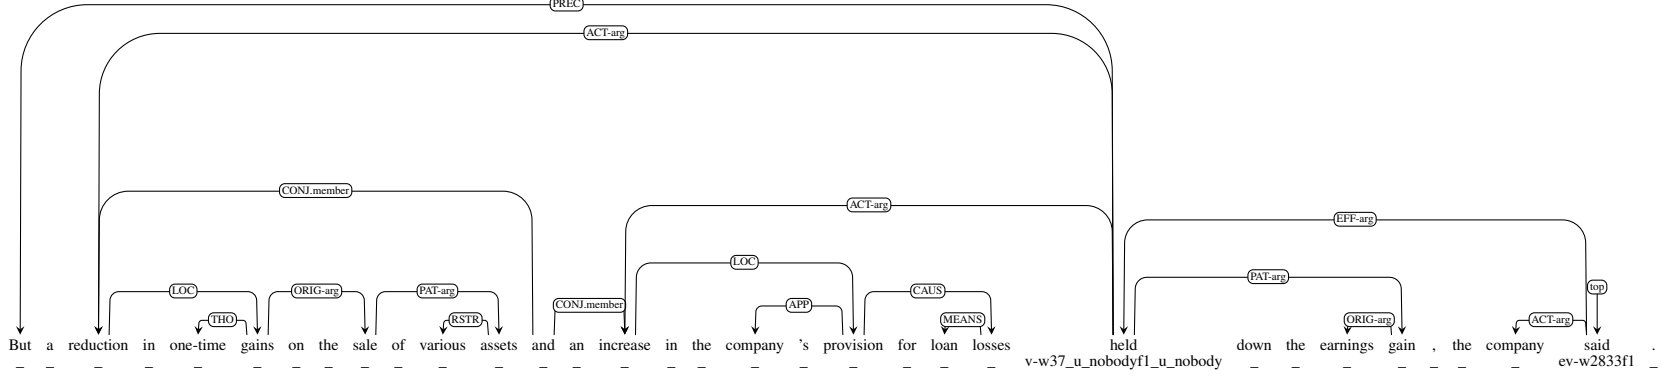 PREC
ACT-arg
CONJ.member
ACT-arg
EFF-arg
LOC
PAT-arg
top
LOC ORIG-arg PAT-arg CAUS
CONJ.member APP
THO RSTR MEANS ORIG-arg ACT-arg
But a reduction in one-time gains on the sale of various assets and an increase in the company 's provision for loan losses held down the earnings gain , the company said .
_ _ _ _ _ _ _ _ _ _ _ _ _ _ _ _ _ _ _ _ _ _ _ v-w37_u_nobodyf1_u_nobody _ _ _ _ _ _ _ ev-w2833f1 _